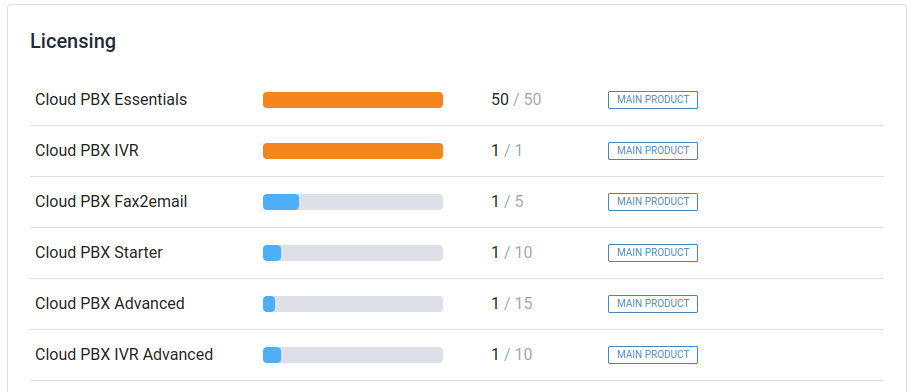 Licensing
Cloud PBX Essentials 50 / 50 MAIN PRODUCT
Cloud PBX IVR 1 / 1 MAIN PRODUCT
Cloud PBX Fax2email 1 / 5 MAIN PRODUCT
Cloud PBX Starter 1 / 10 MAIN PRODUCT
Cloud PBX Advanced 1 / 15 MAIN PRODUCT
Cloud PBX IVR Advanced 1 / 10 MAIN PRODUCT